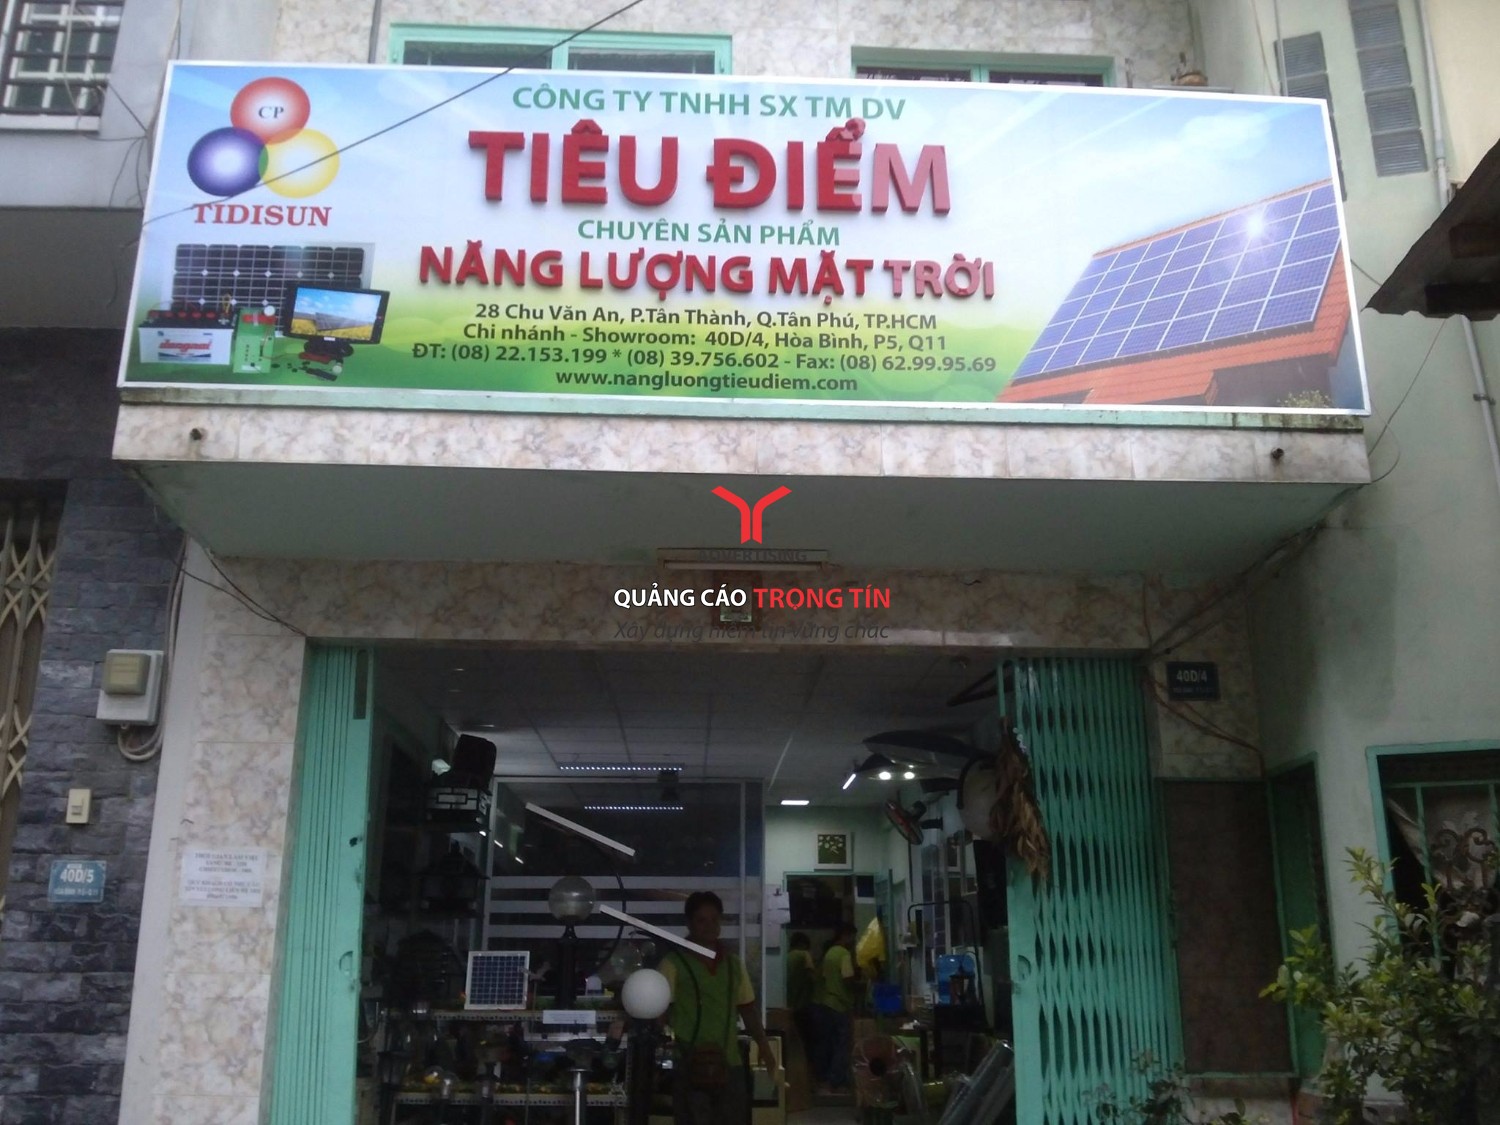 CP
TIDISUN
CÔNG TY TNHH SX TM DV
TIÊU ĐIỂM
CHUYÊN SẢN PHẨM
NĂNG LƯỢNG MẶT TRỜI
28 Chu Văn An, P.Tân Thành, Q.Tân Phú, TP.HCM
Chi nhánh - Showroom: 40D/4, Hòa Bình, P5, Q11
ĐT: (08) 22.153.199 * (08) 39.756.602 - Fax: (08) 62.99.95.69
www.nangluongtieudiem.com
dongnai
ADVERTISING
QUẢNG CÁO TRỌNG TÍN
Xây dựng niềm tin vững chắc
40D/4
40D/5